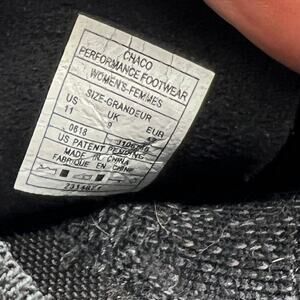 CHACO
PERFORMANCE FOOTWEAR
WOMEN'S-FEMMES
SIZE-GRANDEUR
US UK EUR
11 9
0618
US PATENT PENDING
MADE IN CHINA
FABRIQUE EN CHINE